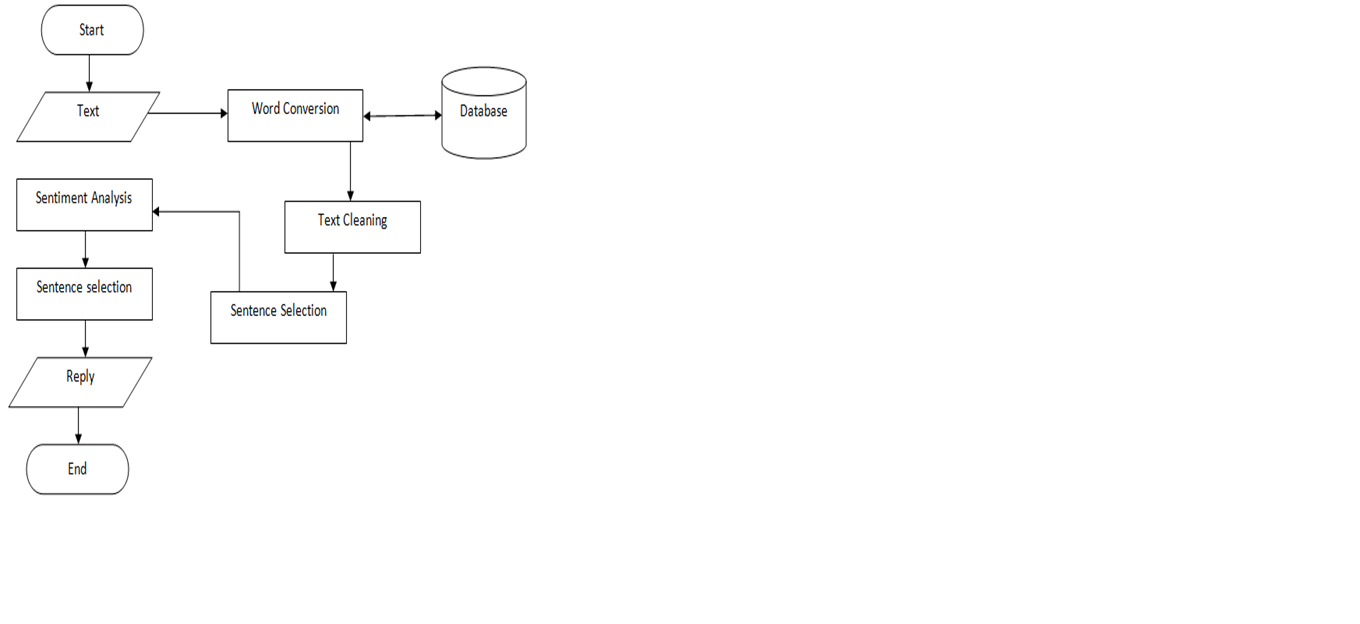 Start
Text
Word Conversion
Database
Text Cleaning
Sentence Selection
Sentiment Analysis
Sentence selection
Reply
End